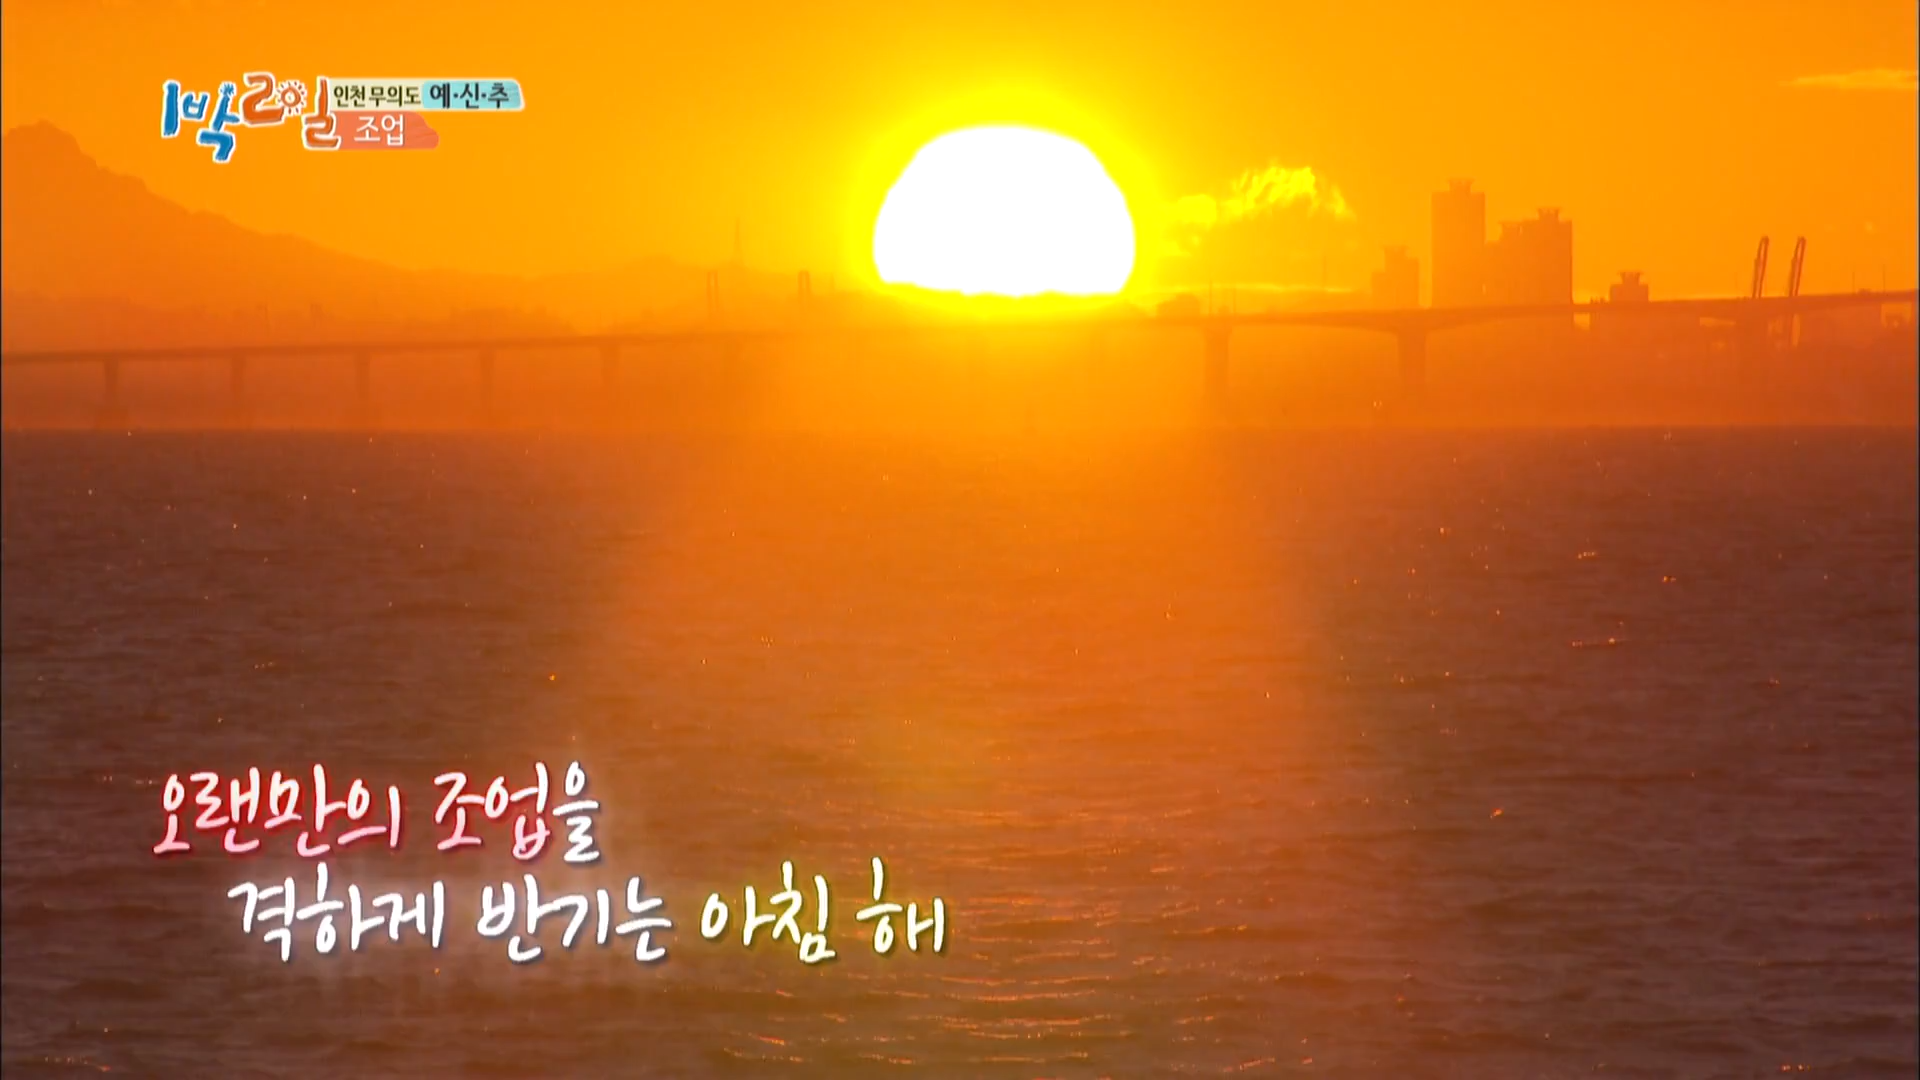 1박2일 인천 무의도 예·신·추
조업
오랜만의 조업을
격하게 반기는 아침 해